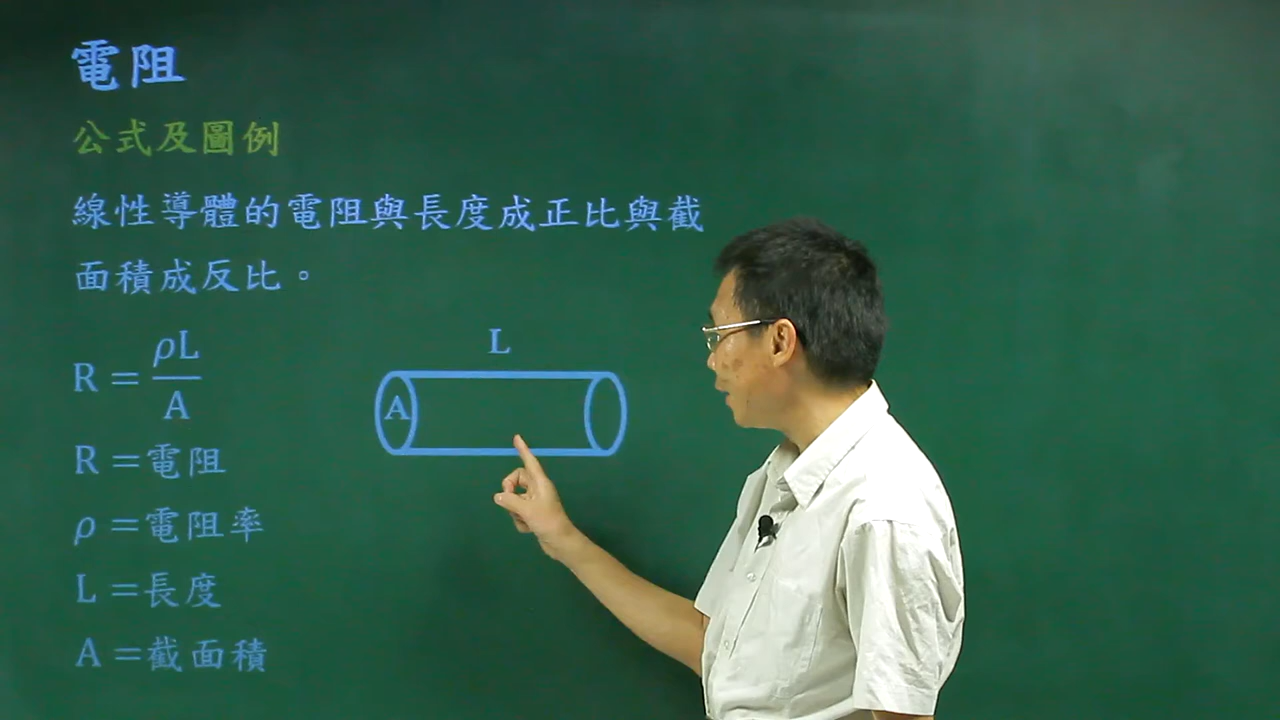 電阻
公式及圖例
線性導體的電阻與長度成正比與截
面積成反比。
R = ρL/A
L
A
R =電阻
ρ =電阻率
L =長度
A =截面積